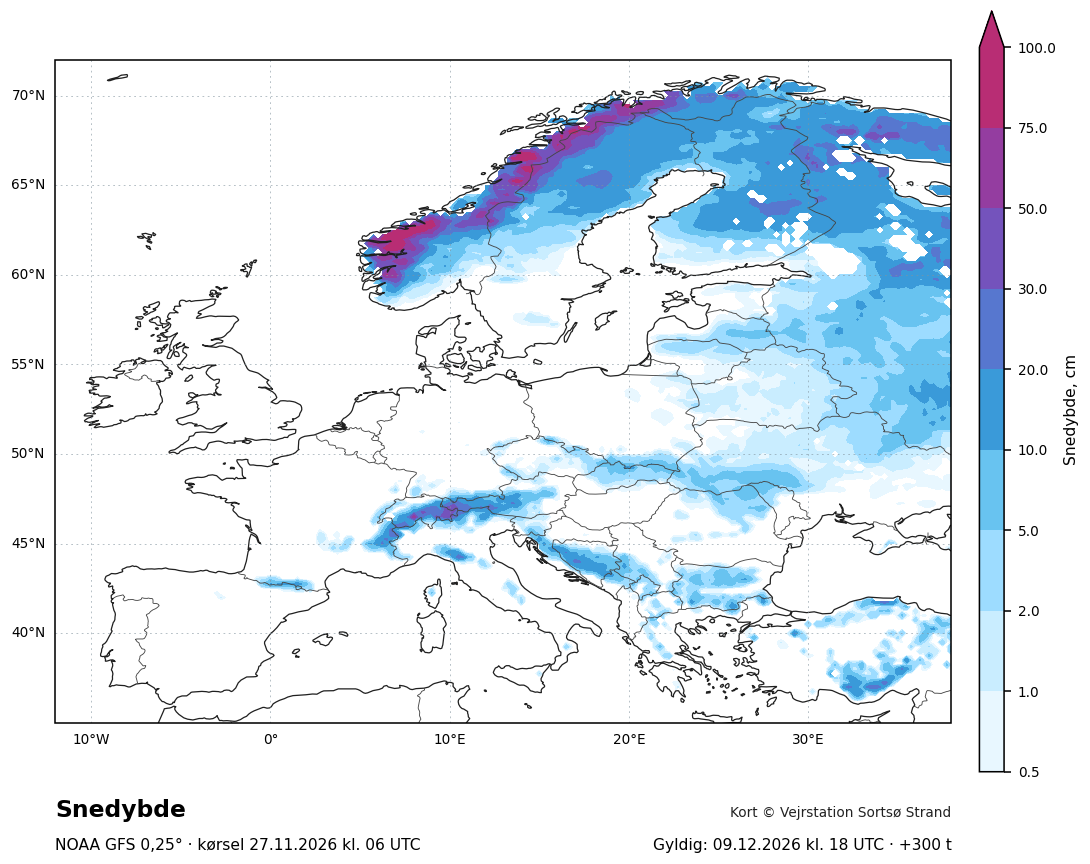 70°N
65°N
60°N
55°N
50°N
45°N
40°N
10°W
0°
10°E
20°E
30°E
100.0
75.0
50.0
30.0
20.0
10.0
5.0
2.0
1.0
0.5
Snedybde, cm
Snedybde
Kort © Vejrstation Sortsø Strand
NOAA GFS 0,25° · kørsel 27.11.2026 kl. 06 UTC
Gyldig: 09.12.2026 kl. 18 UTC · +300 t